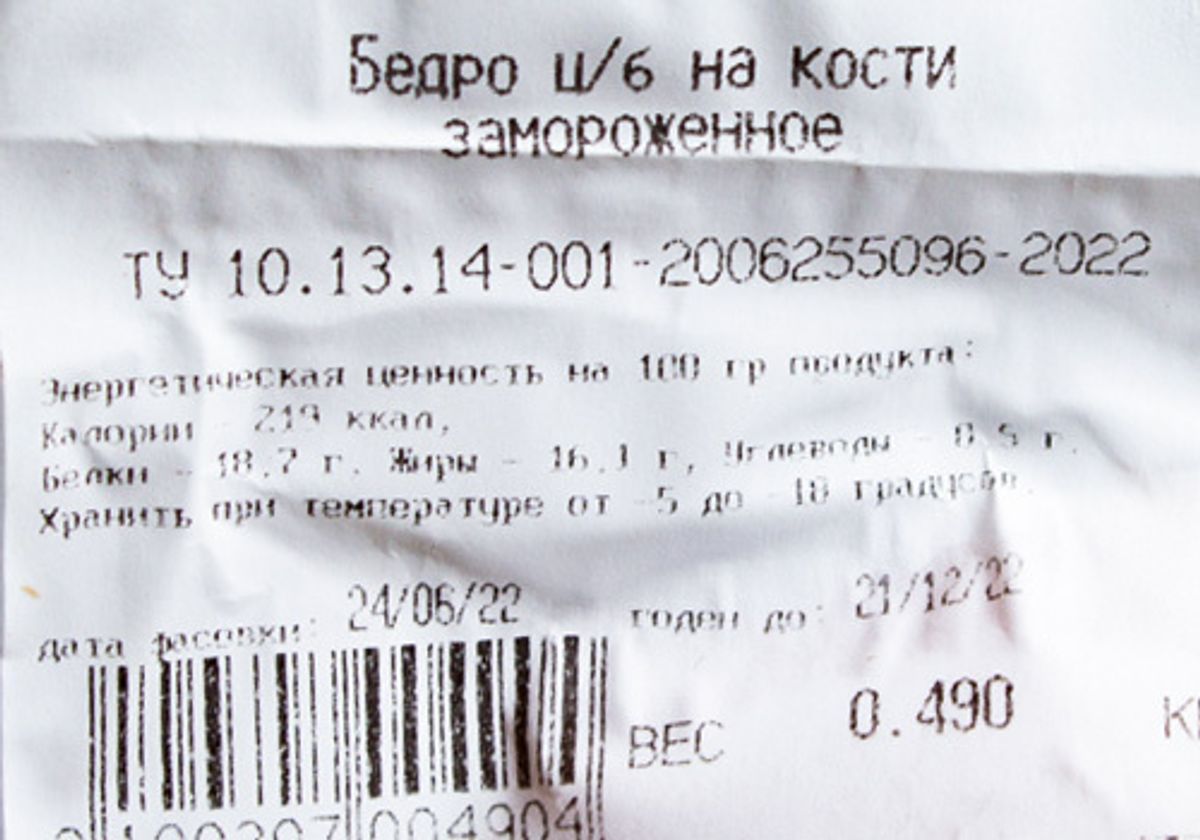 Бедро ц/б на кости
замороженное
ТУ 10.13.14-001-2006255096-2022
Энергетическая ценность на 100 гр продукта:
Калории - 219 ккал,
Белки - 18,7 г, Жиры - 16,1 г, Углеводы - 0,5 г.
Хранить при температуре от -5 до -18 градусов.
дата фасовки: 24/06/22 годен до: 21/12/22
ВЕС 0.490
004904